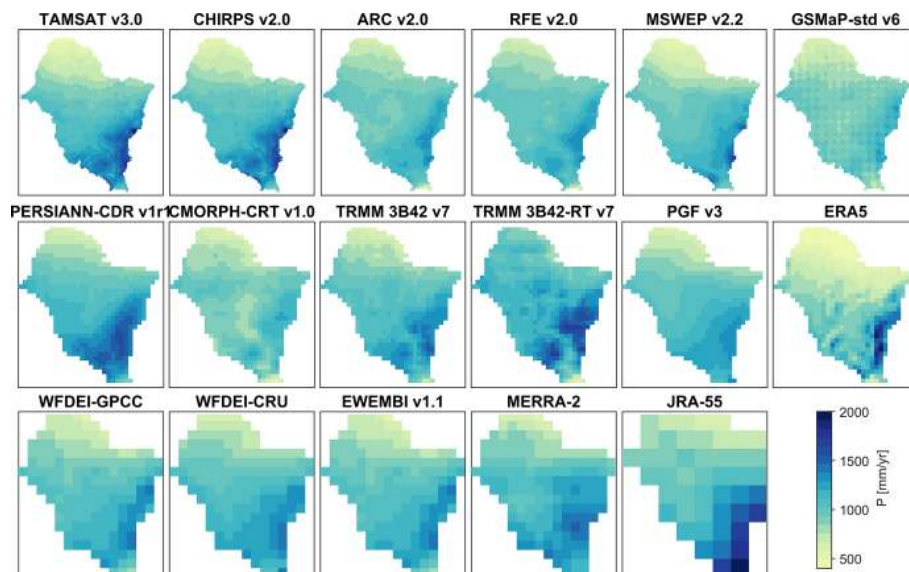 TAMSAT v3.0 CHIRPS v2.0 ARC v2.0 RFE v2.0 MSWEP v2.2 GSMaP-std v6
PERSIANN-CDR v1r1 CMORPH-CRT v1.0 TRMM 3B42 v7 TRMM 3B42-RT v7 PGF v3 ERA5
WFDEI-GPCC WFDEI-CRU EWEMBI v1.1 MERRA-2 JRA-55
2000
1500
1000
500
P [mm/yr]